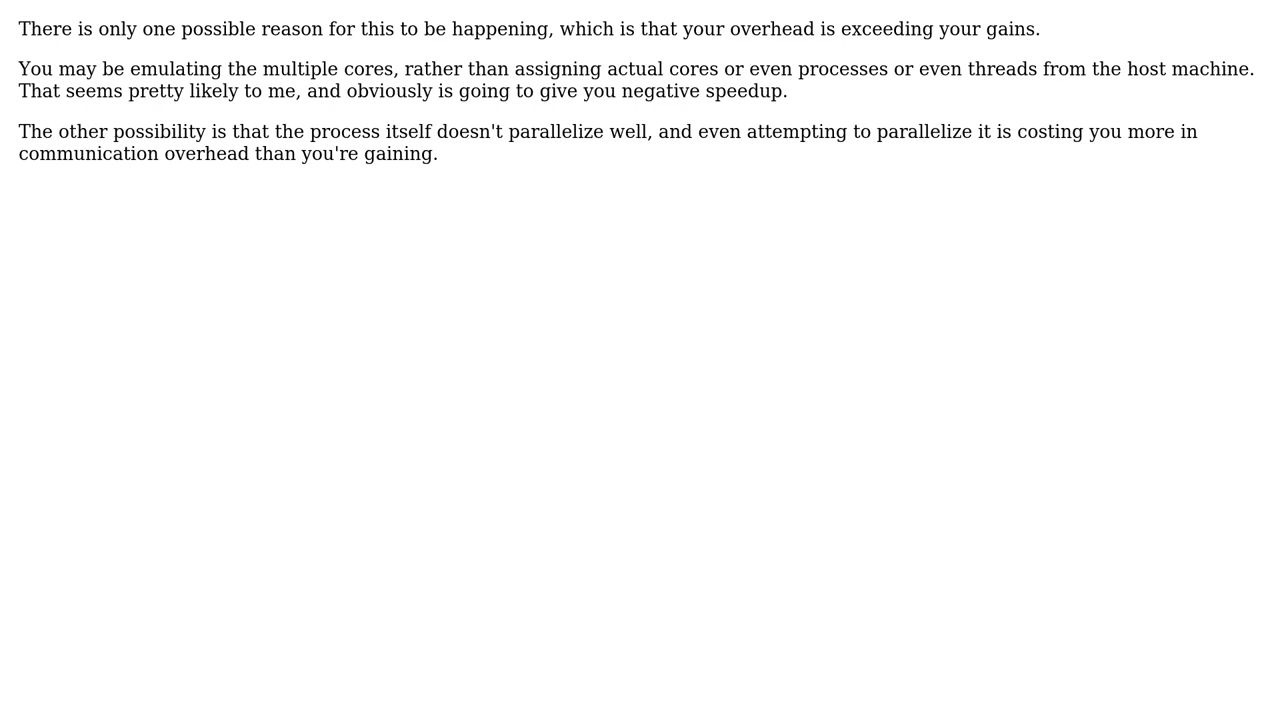 There is only one possible reason for this to be happening, which is that your overhead is exceeding your gains.
You may be emulating the multiple cores, rather than assigning actual cores or even processes or even threads from the host machine.
That seems pretty likely to me, and obviously is going to give you negative speedup.
The other possibility is that the process itself doesn't parallelize well, and even attempting to parallelize it is costing you more in
communication overhead than you're gaining.